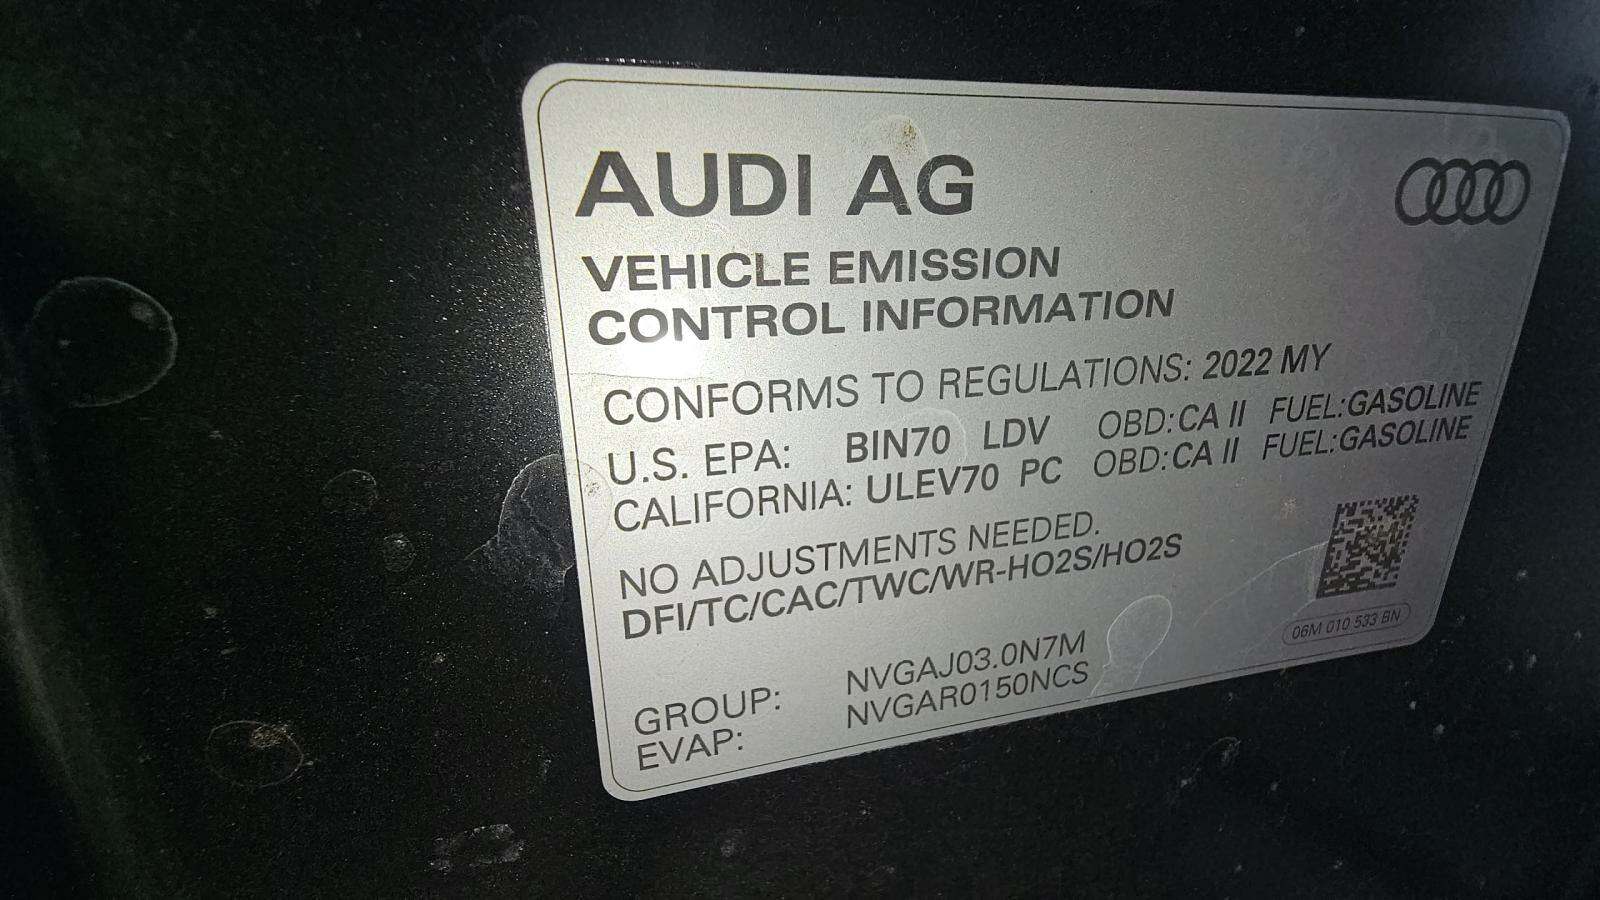 AUDI AG
VEHICLE EMISSION
CONTROL INFORMATION
CONFORMS TO REGULATIONS: 2022 MY
U.S. EPA: BIN70 LDV OBD:CA II FUEL:GASOLINE
CALIFORNIA: ULEV70 PC OBD:CA II FUEL:GASOLINE
NO ADJUSTMENTS NEEDED.
DFI/TC/CAC/TWC/WR-HO2S/HO2S
GROUP: NVGAJ03.0N7M
EVAP: NVGAR0150NCS
06M 010 533 BN